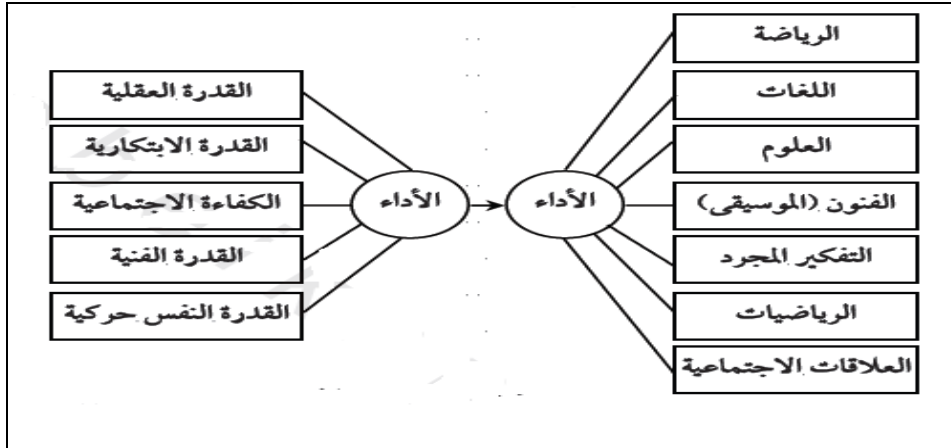 الرياضة
اللغات
العلوم
الفنون (الموسيقى)
التفكير المجرد
الرياضيات
العلاقات الاجتماعية
الأداء
الأداء
القدرة العقلية
القدرة الابتكارية
الكفاءة الاجتماعية
القدرة الفنية
القدرة النفس حركية